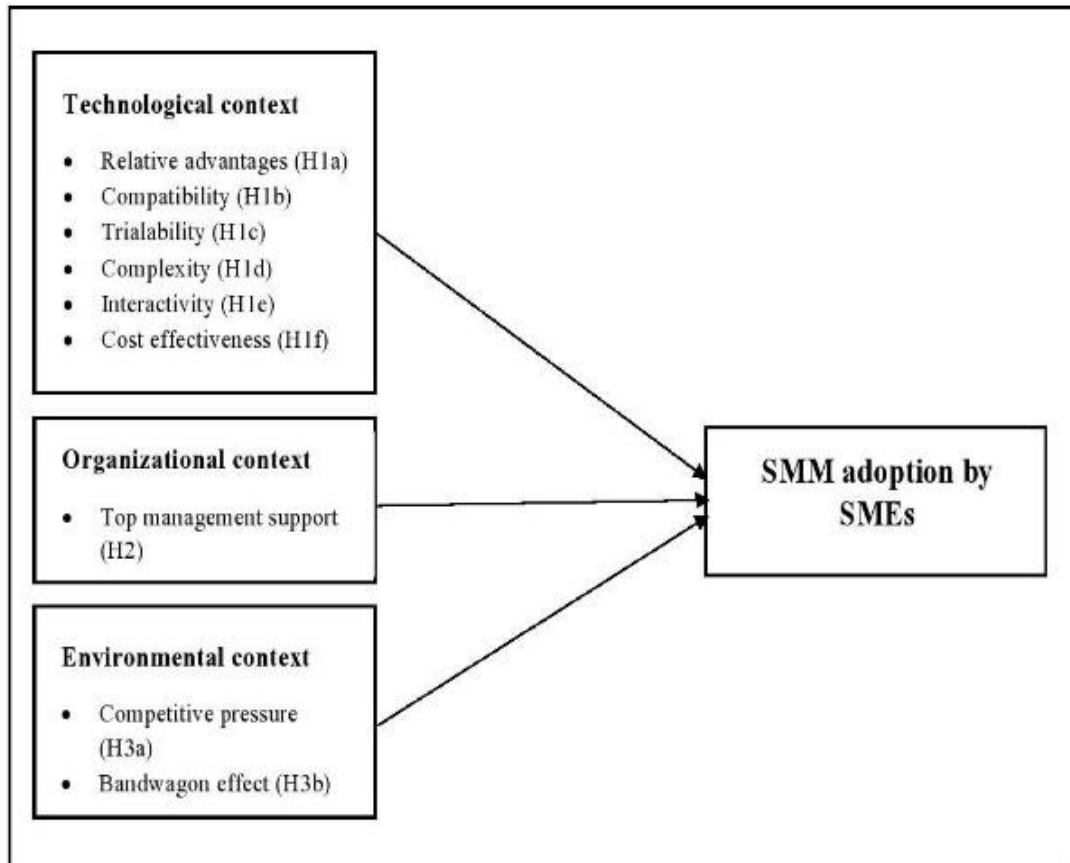 Technological context
• Relative advantages (H1a)
• Compatibility (H1b)
• Trialability (H1c)
• Complexity (H1d)
• Interactivity (H1e)
• Cost effectiveness (H1f)
Organizational context
• Top management support
(H2)
Environmental context
• Competitive pressure
(H3a)
• Bandwagon effect (H3b)
SMM adoption by
SMEs